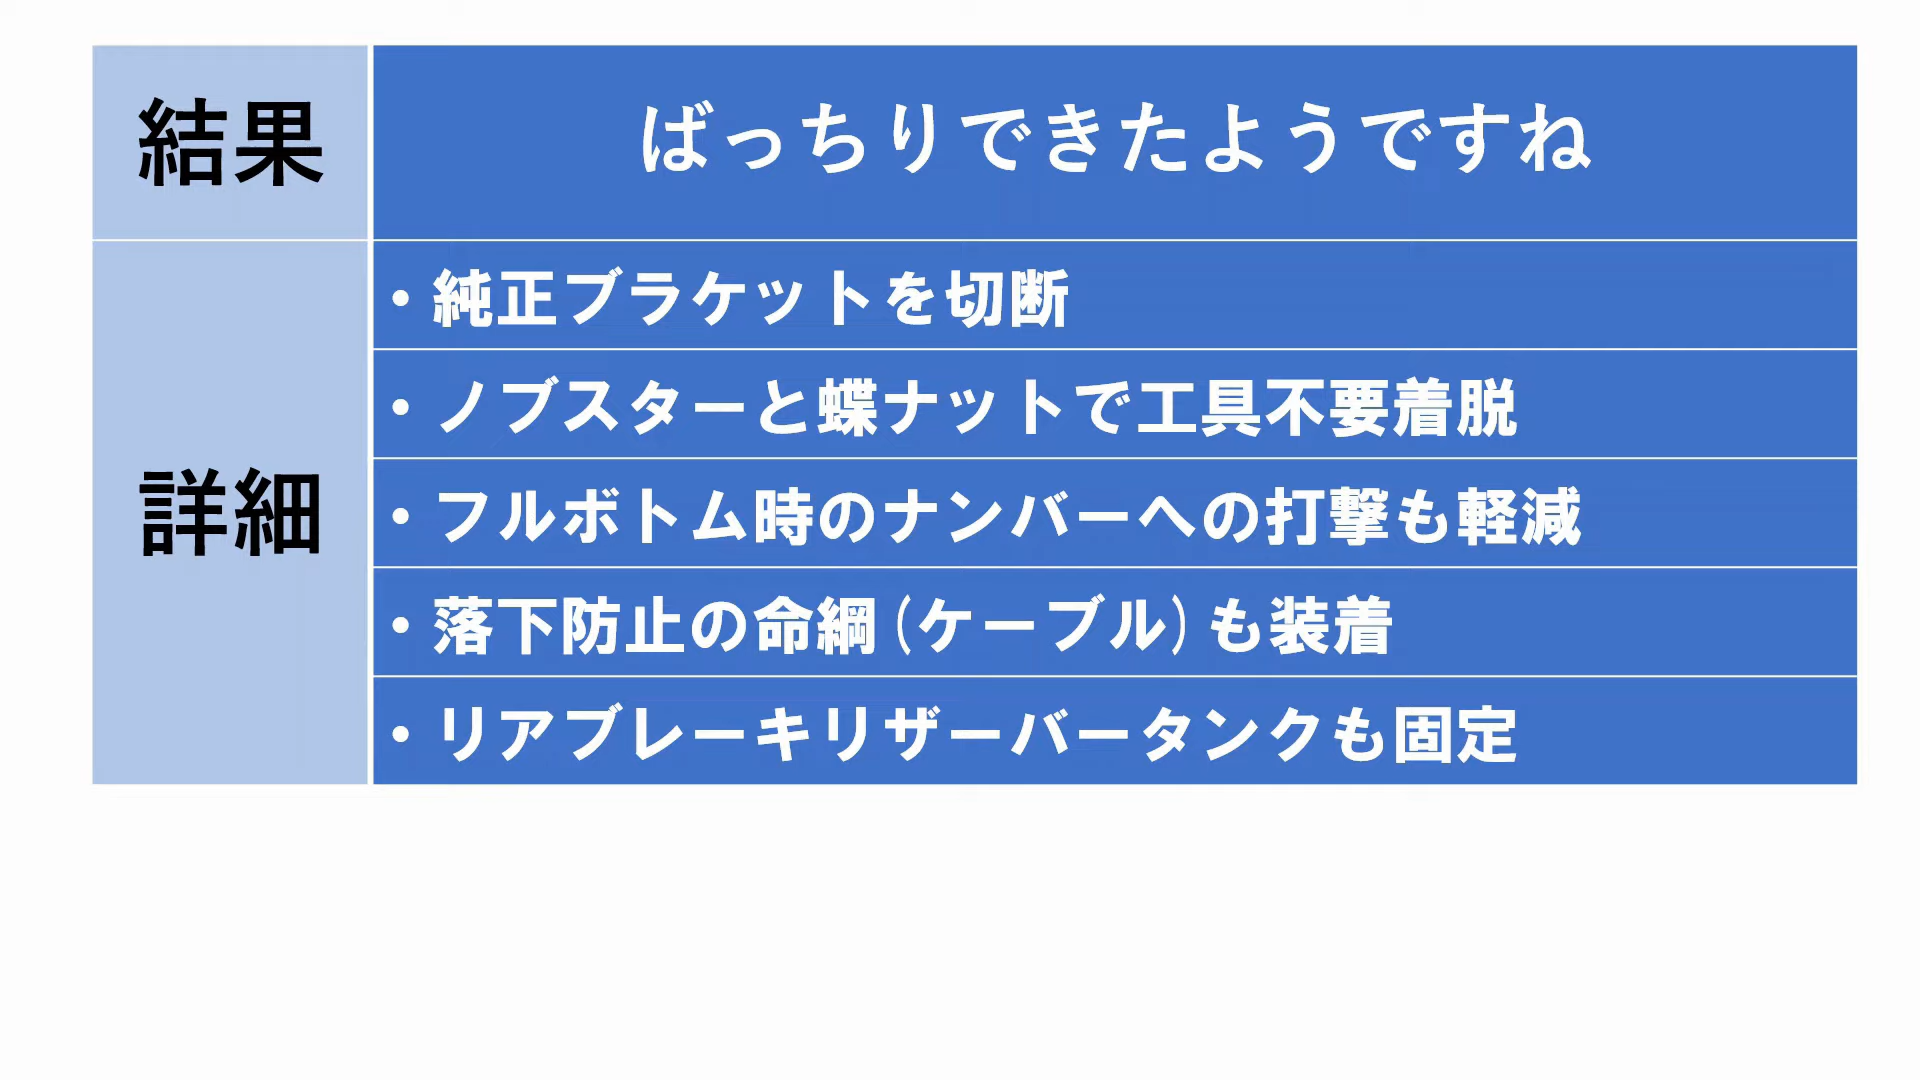 結果
ばっちりできたようですね
詳細
・純正ブラケットを切断
・ノブスターと蝶ナットで工具不要着脱
・フルボトム時のナンバーへの打撃も軽減
・落下防止の命綱(ケーブル)も装着
・リアブレーキリザーバータンクも固定